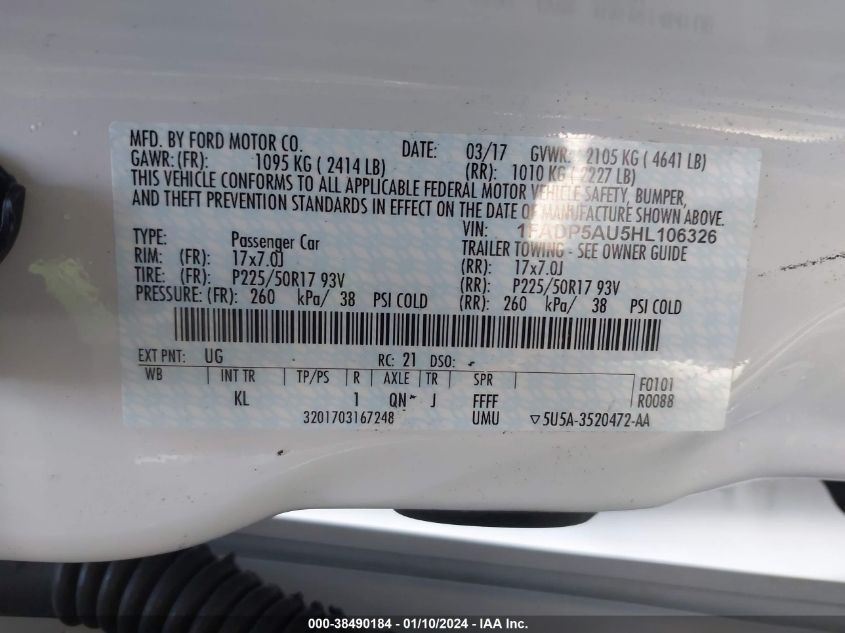 MFD. BY FORD MOTOR CO. DATE: 03/17 GVWR: 2105 KG ( 4641 LB)
GAWR: (FR): 1095 KG ( 2414 LB) (RR): 1010 KG ( 2227 LB)
THIS VEHICLE CONFORMS TO ALL APPLICABLE FEDERAL MOTOR VEHICLE SAFETY, BUMPER,
AND THEFT PREVENTION STANDARDS IN EFFECT ON THE DATE OF MANUFACTURE SHOWN ABOVE.
VIN: 1FADP5AU5HL106326
TYPE: Passenger Car TRAILER TOWING - SEE OWNER GUIDE
RIM: (FR): 17x7.0J (RR): 17x7.0J
TIRE: (FR): P225/50R17 93V (RR): P225/50R17 93V
PRESSURE: (FR): 260 kPa/ 38 PSI COLD (RR): 260 kPa/ 38 PSI COLD
EXT PNT: UG RC: 21 DSO:
WB INT TR TP/PS R AXLE TR SPR F0101
KL 1 QN J FFFF R0088
3201703167248 UMU ▽5U5A-3520472-AA
000-38490184 - 01/10/2024 - IAA Inc.